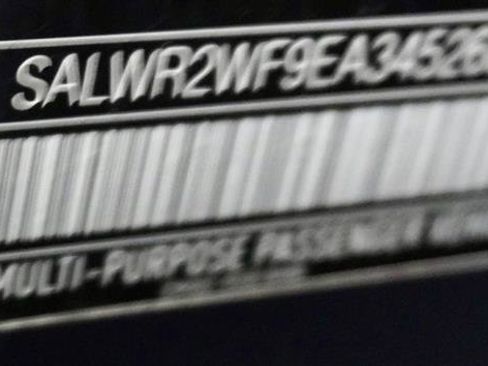 SALWR2WF9EA34526
MULTI-PURPOSE PASSENGER